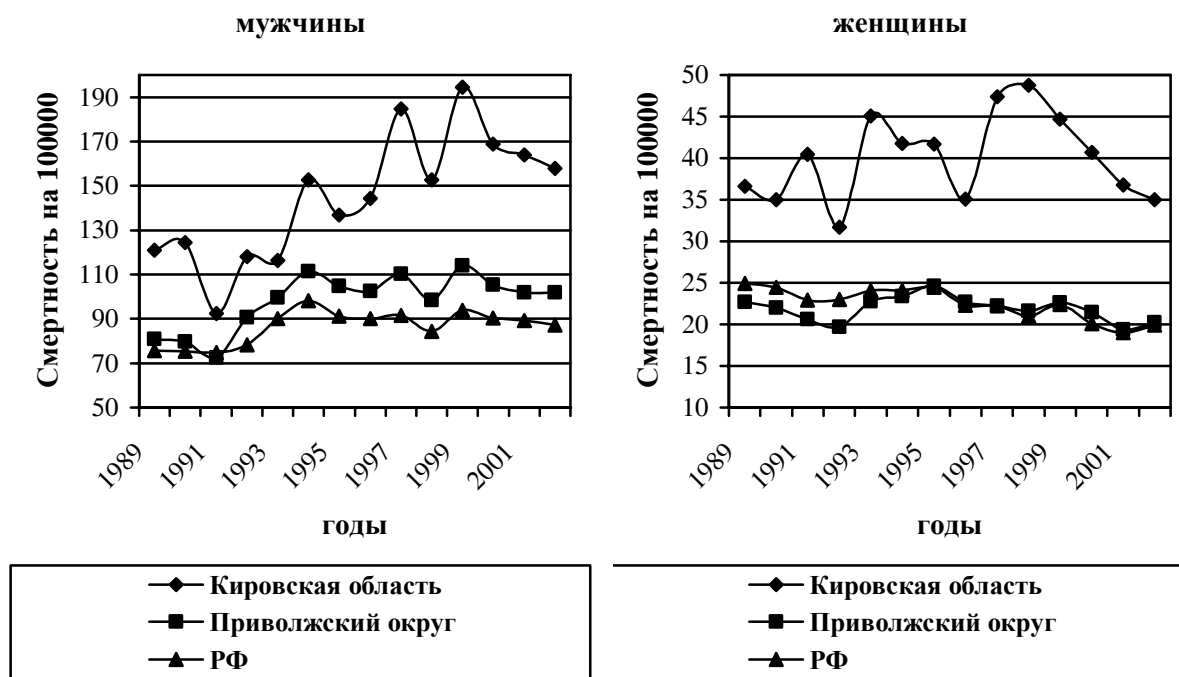 мужчины
Смертность на 100000
190
170
150
130
110
90
70
50
1989
1991
1993
1995
1997
1999
2001
годы
Кировская область
Приволжский округ
РФ
женщины
Смертность на 100000
50
45
40
35
30
25
20
15
10
1989
1991
1993
1995
1997
1999
2001
годы
Кировская область
Приволжский округ
РФ